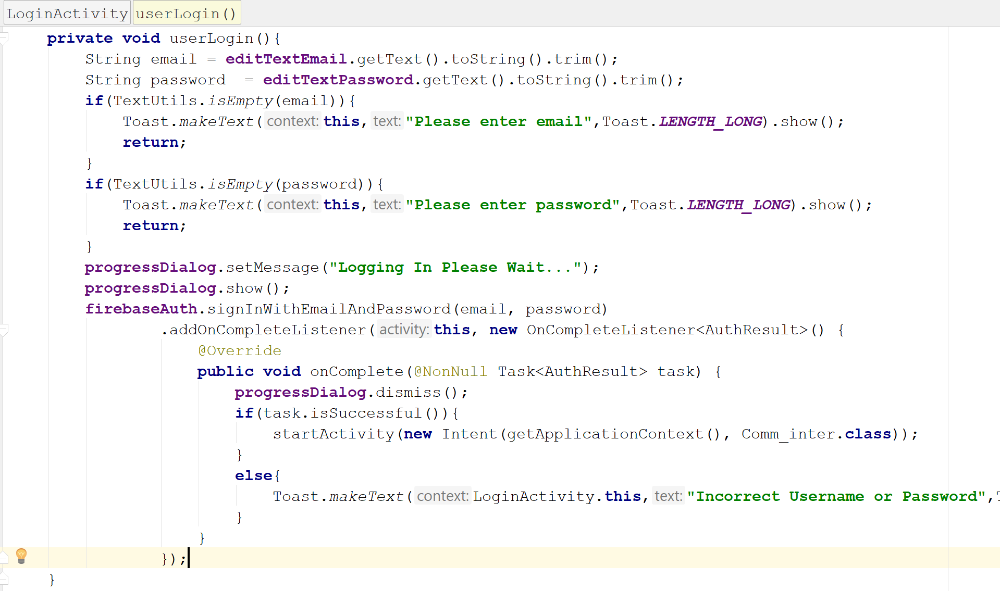 LoginActivity userLogin()
private void userLogin(){
String email = editTextEmail.getText().toString().trim();
String password  = editTextPassword.getText().toString().trim();
if(TextUtils.isEmpty(email)){
Toast.makeText( context: this, text: "Please enter email",Toast.LENGTH_LONG).show();
return;
}
if(TextUtils.isEmpty(password)){
Toast.makeText( context: this, text: "Please enter password",Toast.LENGTH_LONG).show();
return;
}
progressDialog.setMessage("Logging In Please Wait...");
progressDialog.show();
firebaseAuth.signInWithEmailAndPassword(email, password)
.addOnCompleteListener( activity: this, new OnCompleteListener<AuthResult>() {
@Override
public void onComplete(@NonNull Task<AuthResult> task) {
progressDialog.dismiss();
if(task.isSuccessful()){
startActivity(new Intent(getApplicationContext(), Comm_inter.class));
}
else{
Toast.makeText( context: LoginActivity.this, text: "Incorrect Username or Password",
}
}
});
}